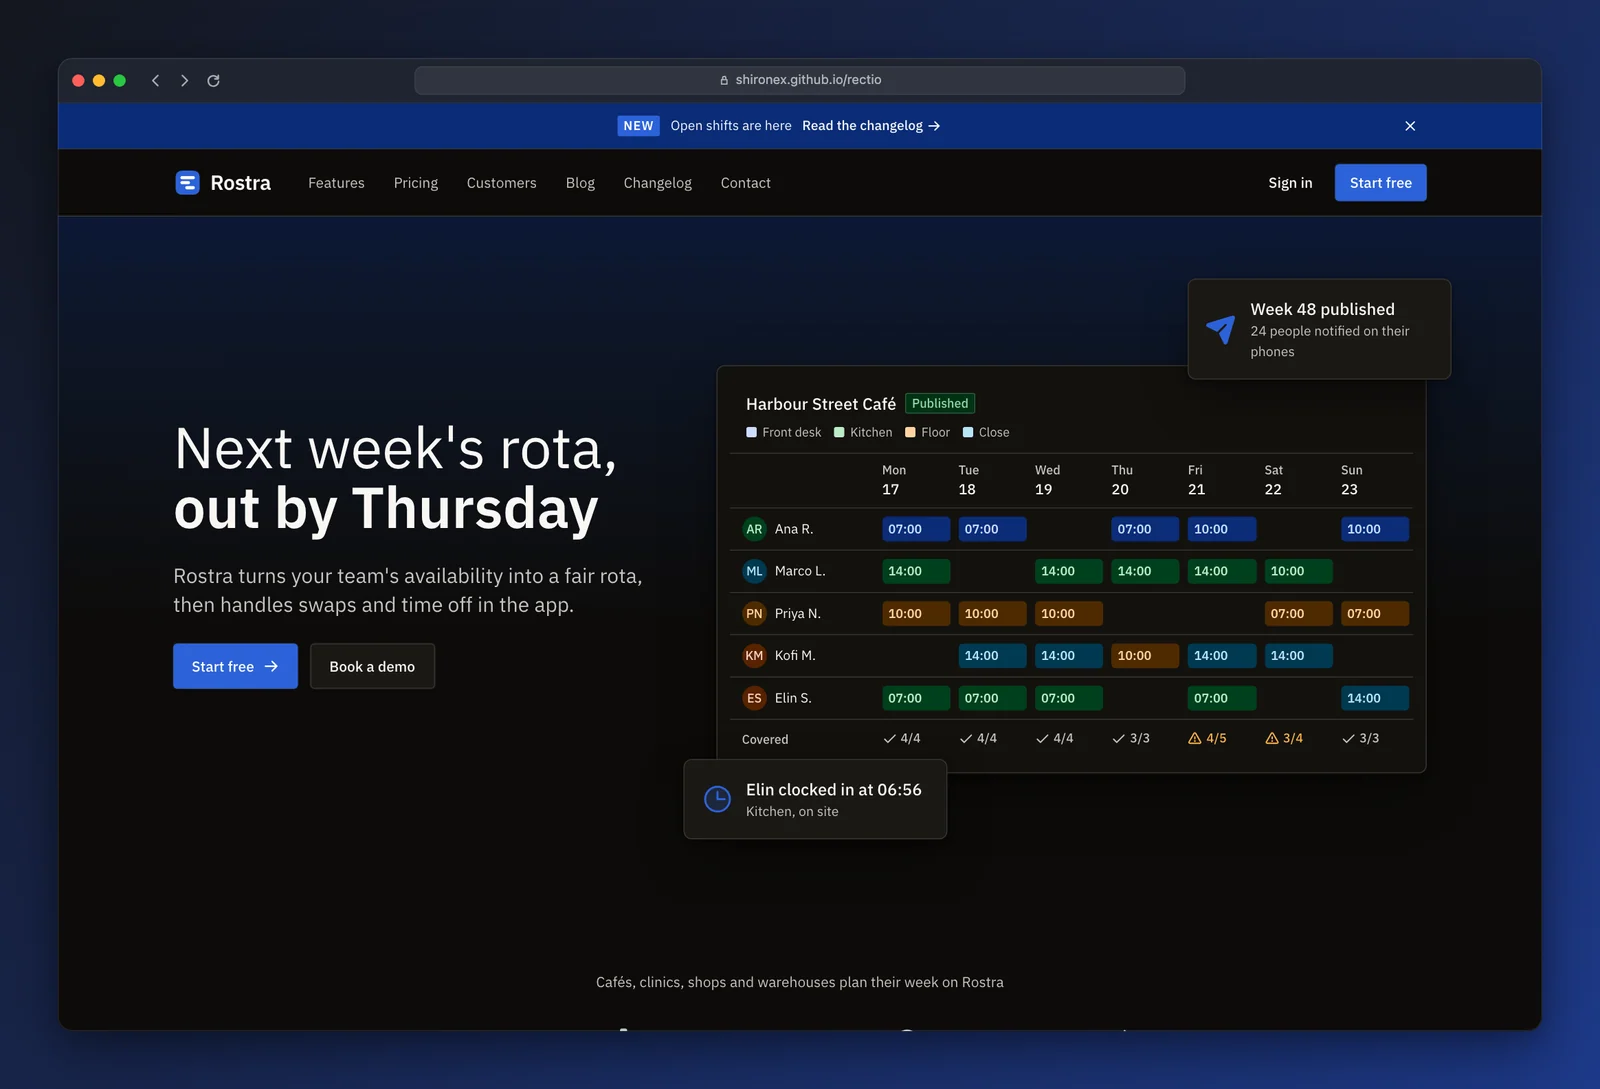 shironex.github.io/rectio
NEW Open shifts are here Read the changelog →
Rostra Features Pricing Customers Blog Changelog Contact Sign in Start free
Week 48 published
24 people notified on their
phones
Next week's rota,
out by Thursday
Rostra turns your team's availability into a fair rota,
then handles swaps and time off in the app.
Start free → Book a demo
Harbour Street Café Published
Front desk Kitchen Floor Close
Mon Tue Wed Thu Fri Sat Sun
17 18 19 20 21 22 23
AR Ana R. 07:00 07:00 07:00 10:00 10:00
ML Marco L. 14:00 14:00 14:00 14:00 10:00
PN Priya N. 10:00 10:00 10:00 07:00 07:00
KM Kofi M. 14:00 14:00 10:00 14:00 14:00
ES Elin S. 07:00 07:00 07:00 07:00 14:00
Covered 4/4 4/4 4/4 3/3 4/5 3/4 3/3
Elin clocked in at 06:56
Kitchen, on site
Cafés, clinics, shops and warehouses plan their week on Rostra